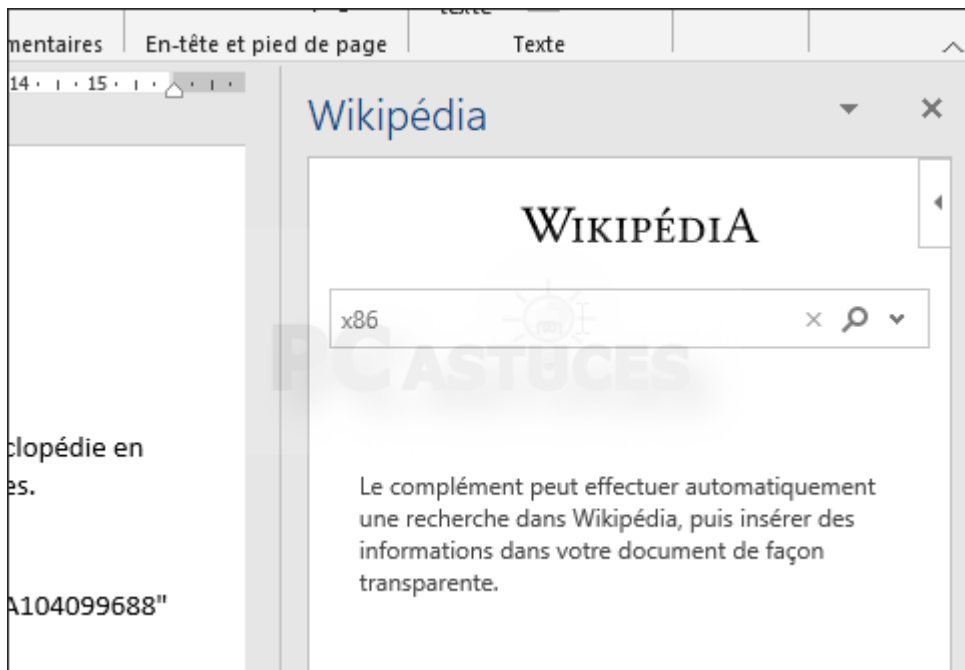 texte
mentaires
En-tête et pied de page
Texte
14 15
Wikipédia
WIKIPÉDIA
x86
PC ASTUCES
clopédie en
es.
Le complément peut effectuer automatiquement
une recherche dans Wikipédia, puis insérer des
informations dans votre document de façon
transparente.
A104099688"